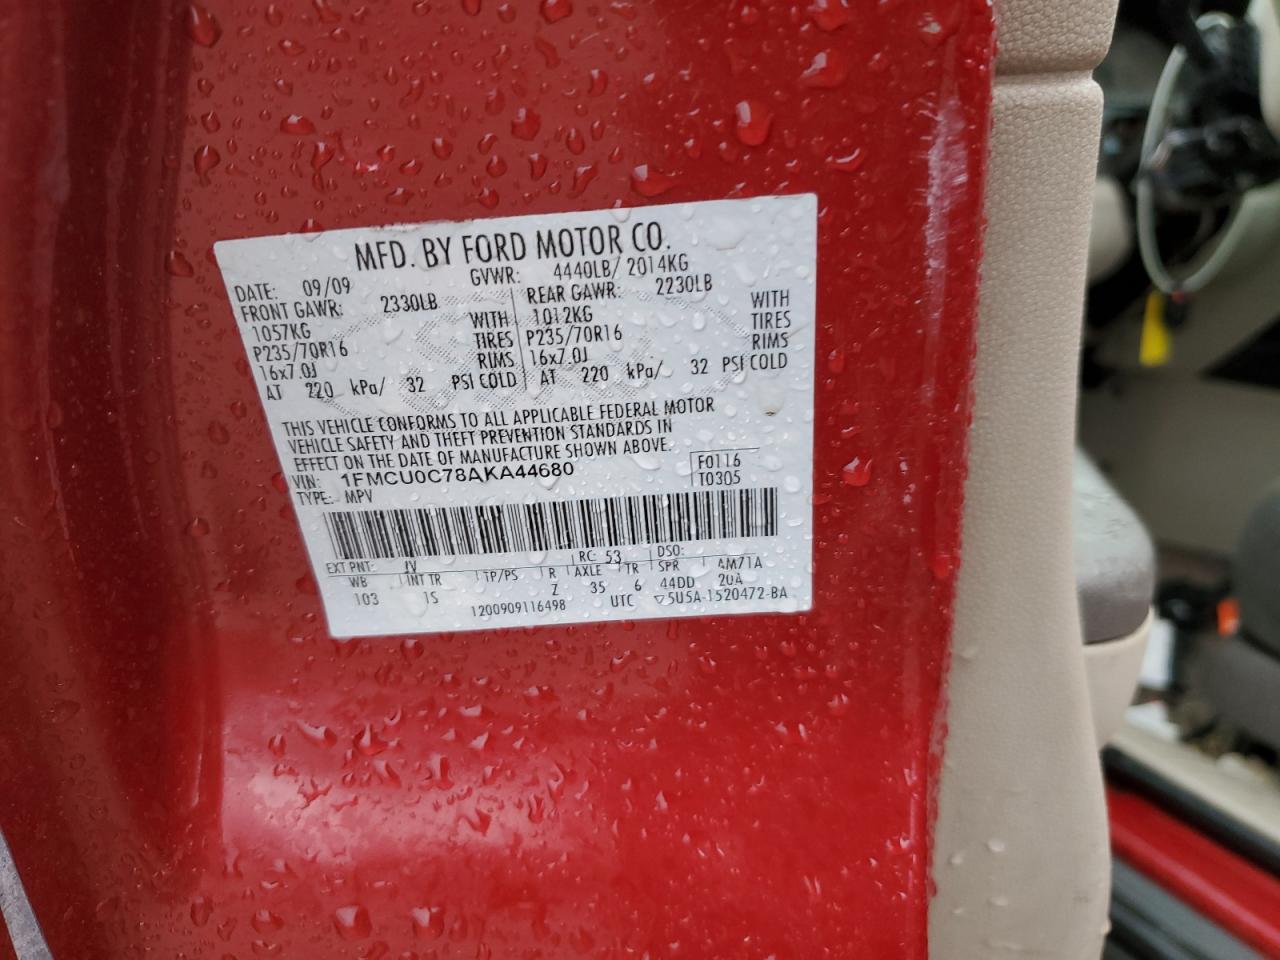 MFD. BY FORD MOTOR CO.
DATE: 09/09 GVWR: 4440LB/ 2014KG
FRONT GAWR: 2330LB REAR GAWR: 2230LB
1057KG WITH 1012KG WITH
P235/70R16 TIRES P235/70R16 TIRES
16x7.0J RIMS 16x7.0J RIMS
AT 220 kPa/ 32 PSI COLD AT 220 kPa/ 32 PSI COLD
THIS VEHICLE CONFORMS TO ALL APPLICABLE FEDERAL MOTOR
VEHICLE SAFETY AND THEFT PREVENTION STANDARDS IN
EFFECT ON THE DATE OF MANUFACTURE SHOWN ABOVE.
VIN: 1FMCU0C78AKA44680 F0116
TYPE: MPV T0305
EXT PNT: JV RC: 53 DSO:
WB INT TR TP/PS R AXLE TR SPR 4M71A
103 1S Z 35 6 44DD 20A
1200909116498 UTC ▽5U5A-1520472-BA